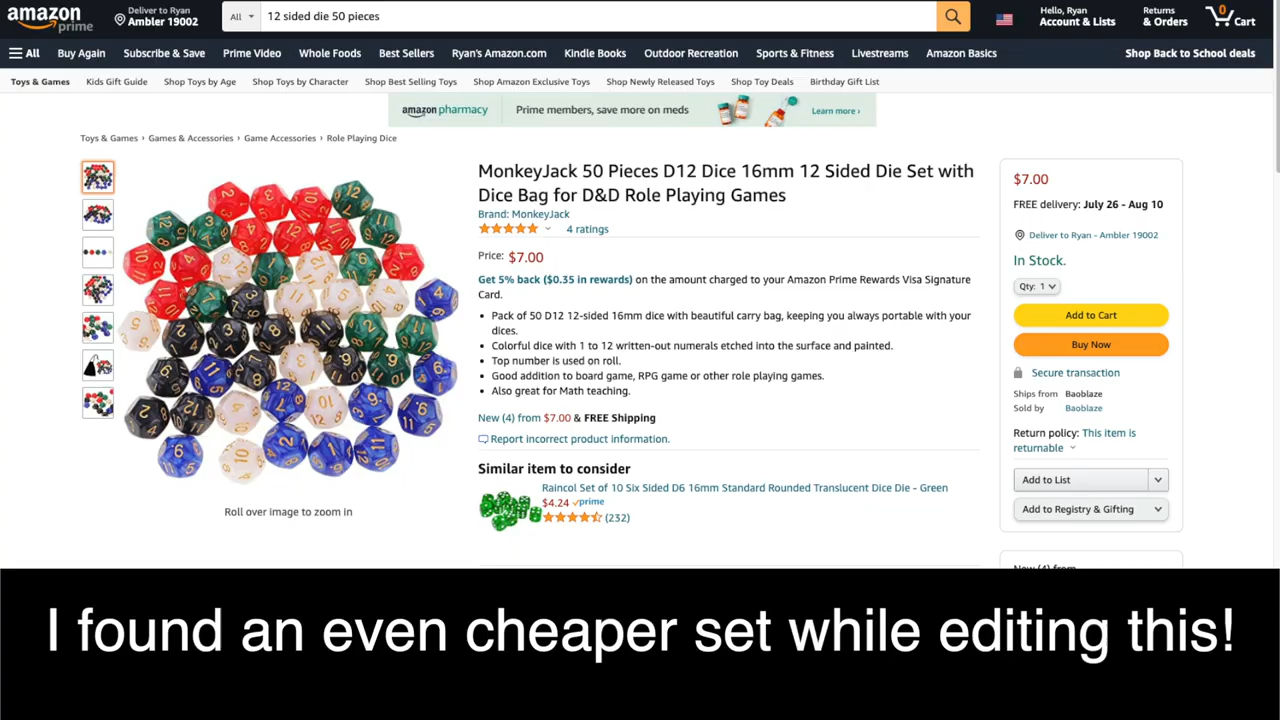 amazon
prime
Deliver to Ryan
Ambler 19002
All
12 sided die 50 pieces
Hello, Ryan
Account & Lists
Returns
& Orders
0
Cart
All
Buy Again
Subscribe & Save
Prime Video
Whole Foods
Best Sellers
Ryan's Amazon.com
Kindle Books
Outdoor Recreation
Sports & Fitness
Livestreams
Amazon Basics
Shop Back to School deals
Toys & Games
Kids Gift Guide
Shop Toys by Age
Shop Toys by Character
Shop Best Selling Toys
Shop Amazon Exclusive Toys
Shop Newly Released Toys
Shop Toy Deals
Birthday Gift List
amazon pharmacy
Prime members, save more on meds
Learn more ›
Toys & Games › Games & Accessories › Game Accessories › Role Playing Dice
MonkeyJack 50 Pieces D12 Dice 16mm 12 Sided Die Set with
Dice Bag for D&D Role Playing Games
Brand: MonkeyJack
4 ratings
Price: $7.00
Get 5% back ($0.35 in rewards) on the amount charged to your Amazon Prime Rewards Visa Signature
Card.
• Pack of 50 D12 12-sided 16mm dice with beautiful carry bag, keeping you always portable with your
dices.
• Colorful dice with 1 to 12 written-out numerals etched into the surface and painted.
• Top number is used on roll.
• Good addition to board game, RPG game or other role playing games.
• Also great for Math teaching.
New (4) from $7.00 & FREE Shipping
Report incorrect product information.
Similar item to consider
Raincol Set of 10 Six Sided D6 16mm Standard Rounded Translucent Dice Die - Green
$4.24 prime
(232)
Roll over image to zoom in
$7.00
FREE delivery: July 26 - Aug 10
Deliver to Ryan - Ambler 19002
In Stock.
Qty: 1
Add to Cart
Buy Now
Secure transaction
Ships from Baoblaze
Sold by Baoblaze
Return policy: This item is
returnable
Add to List
Add to Registry & Gifting
New (4) from
I found an even cheaper set while editing this!